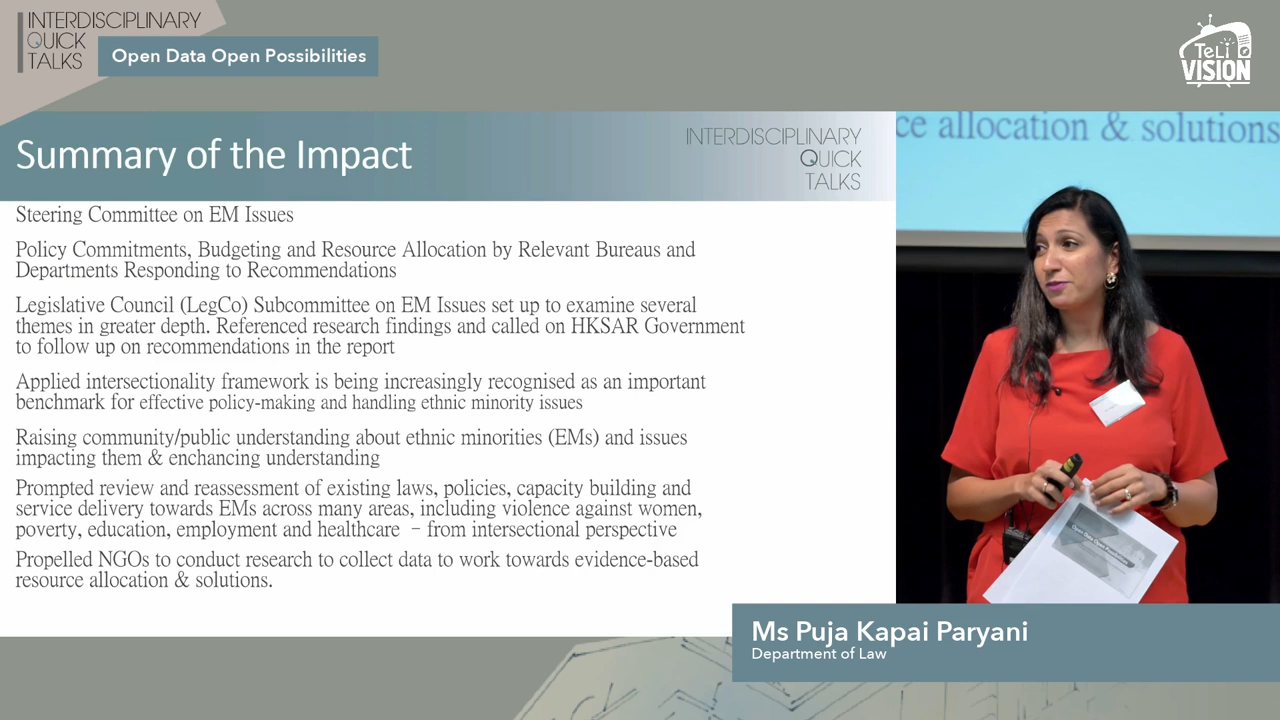 INTERDISCIPLINARY
QUICK
TALKS
Open Data Open Possibilities
TeLi
VISION
Summary of the Impact
INTERDISCIPLINARY
QUICK
TALKS
ce allocation & solutions
Steering Committee on EM Issues
Policy Commitments, Budgeting and Resource Allocation by Relevant Bureaus and
Departments Responding to Recommendations
Legislative Council (LegCo) Subcommittee on EM Issues set up to examine several
themes in greater depth. Referenced research findings and called on HKSAR Government
to follow up on recommendations in the report
Applied intersectionality framework is being increasingly recognised as an important
benchmark for effective policy-making and handling ethnic minority issues
Raising community/public understanding about ethnic minorities (EMs) and issues
impacting them & enchancing understanding
Prompted review and reassessment of existing laws, policies, capacity building and
service delivery towards EMs across many areas, including violence against women,
poverty, education, employment and healthcare – from intersectional perspective
Propelled NGOs to conduct research to collect data to work towards evidence-based
resource allocation & solutions.
Open Data Open Possibilities
Ms Puja Kapai Paryani
Department of Law